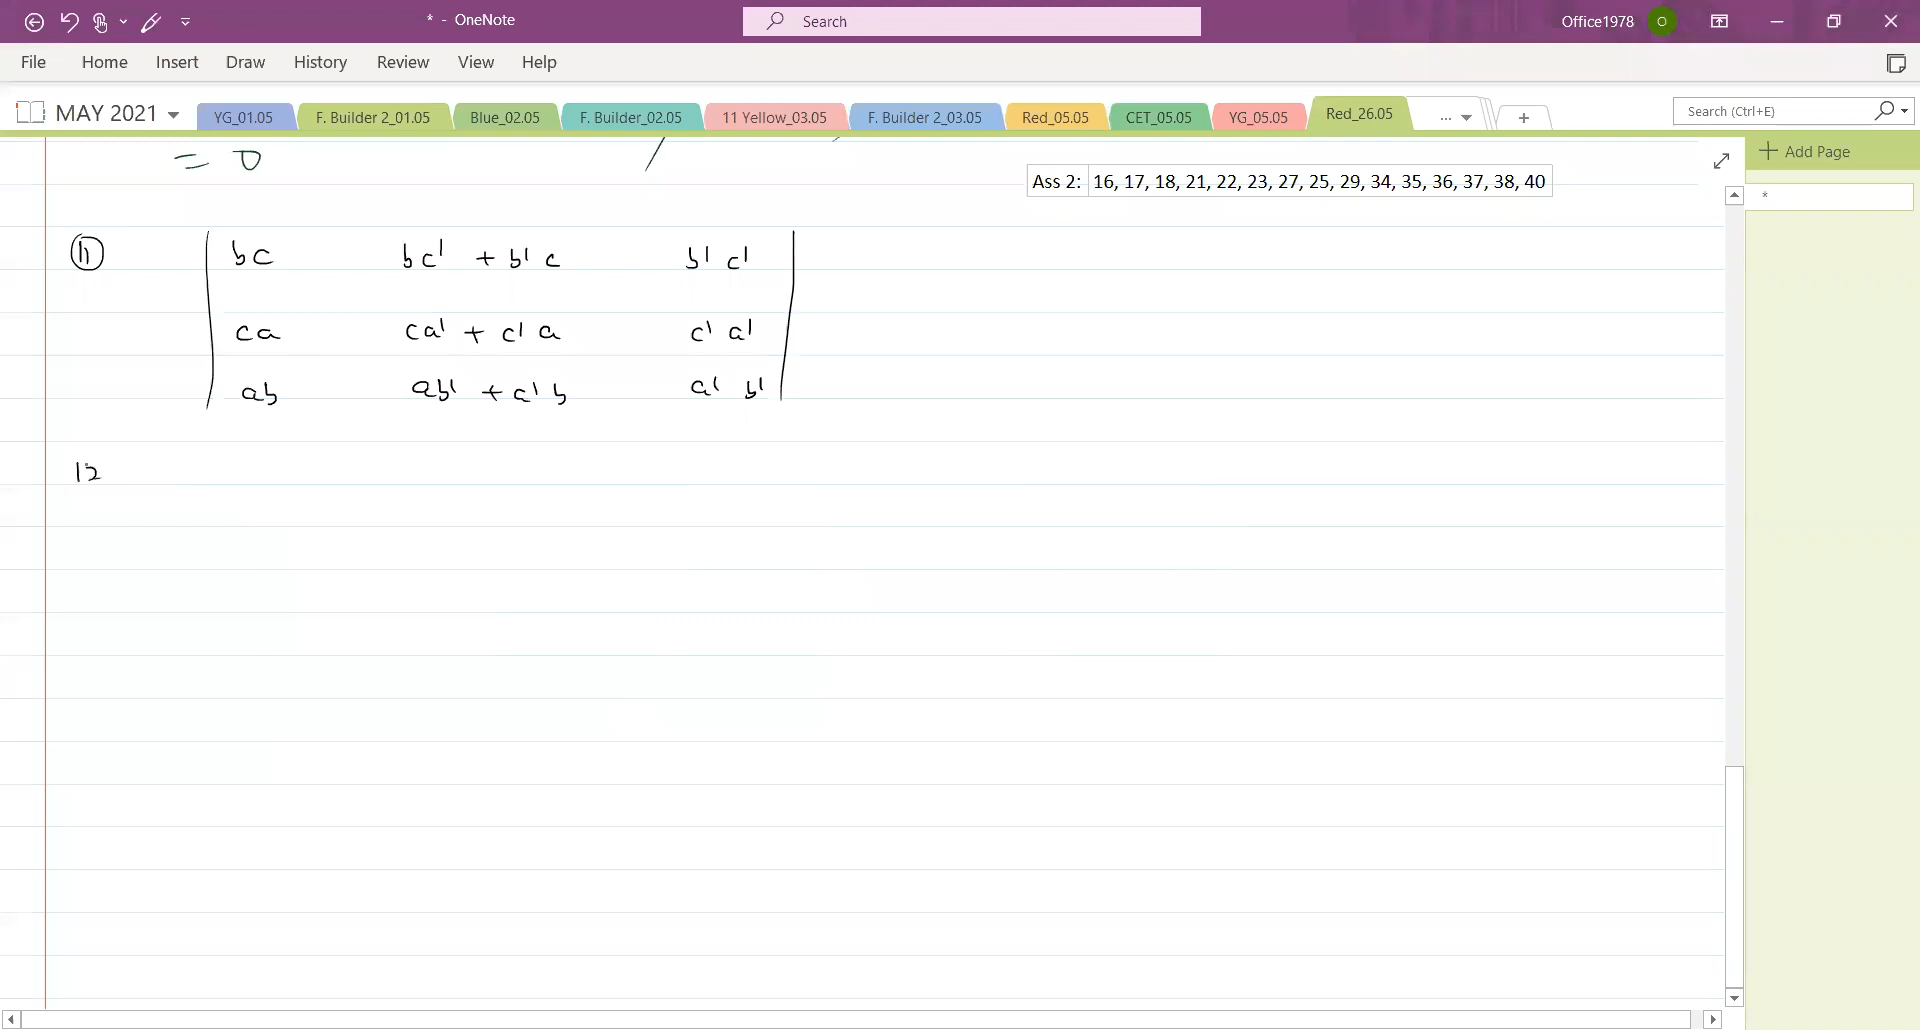 * - OneNote
Search
Office1978
O
File Home Insert Draw History Review View Help
MAY 2021
YG_01.05 F. Builder 2_01.05 Blue_02.05 F. Builder_02.05 11 Yellow_03.05 F. Builder 2_03.05 Red_05.05 CET_05.05 YG_05.05 Red_26.05 ... +
Search (Ctrl+E)
Add Page
*
= 0
Ass 2: 16, 17, 18, 21, 22, 23, 27, 25, 29, 34, 35, 36, 37, 38, 40
11 | bc bc' + b'c b'c' |
| ca ca' + c'a c'a' |
| ab ab' + a'b a'b' |
12